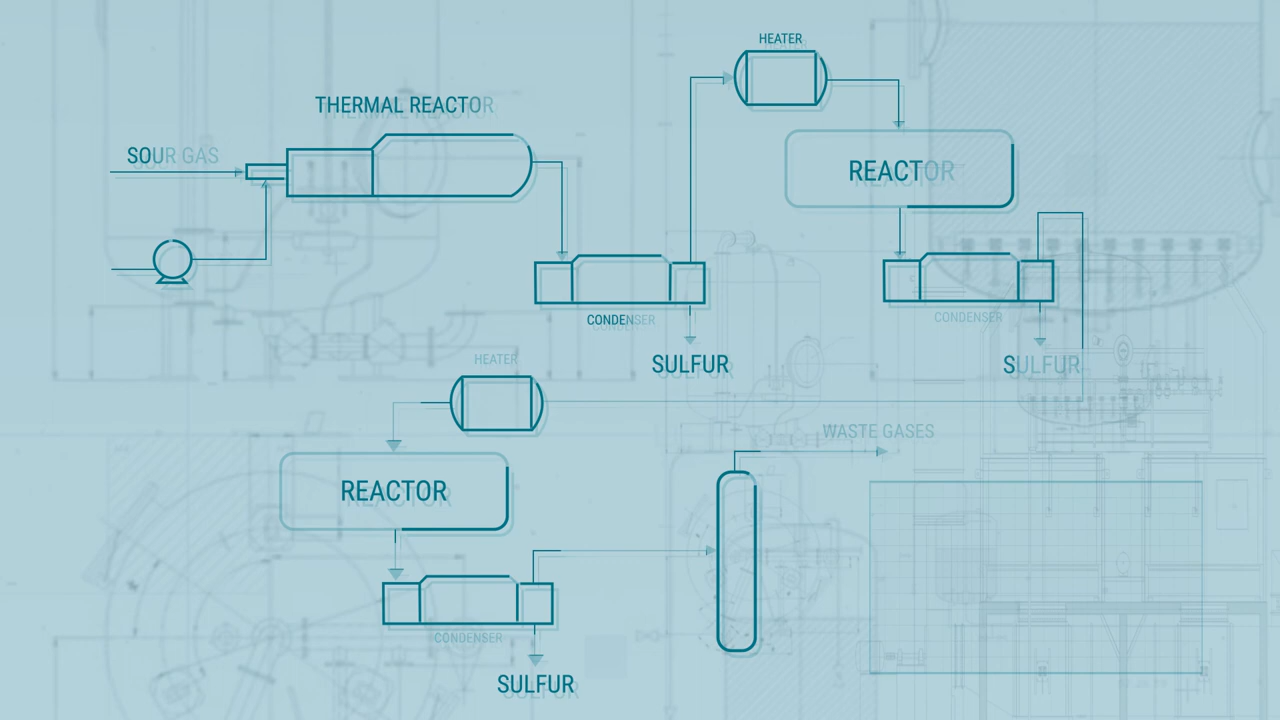 HEATER
THERMAL REACTOR
SOUR GAS
REACTOR
CONDENSER
CONDENSER
SULFUR
SULFUR
HEATER
WASTE GASES
REACTOR
CONDENSER
SULFUR